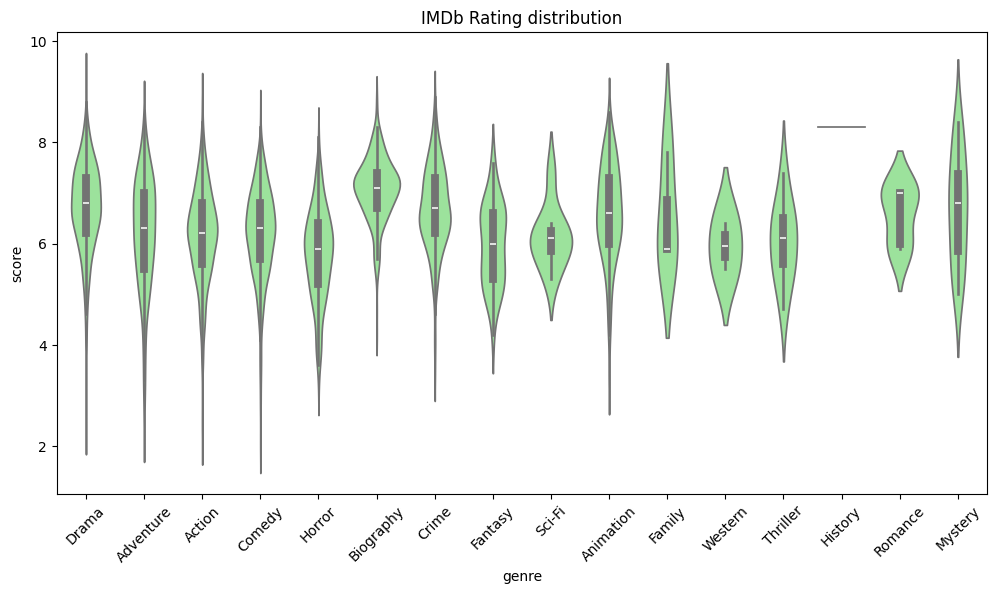 IMDb Rating distribution
10
8
6
4
2
score
Drama
Adventure
Action
Comedy
Horror
Biography
Crime
Fantasy
Sci-Fi
Animation
Family
Western
Thriller
History
Romance
Mystery
genre